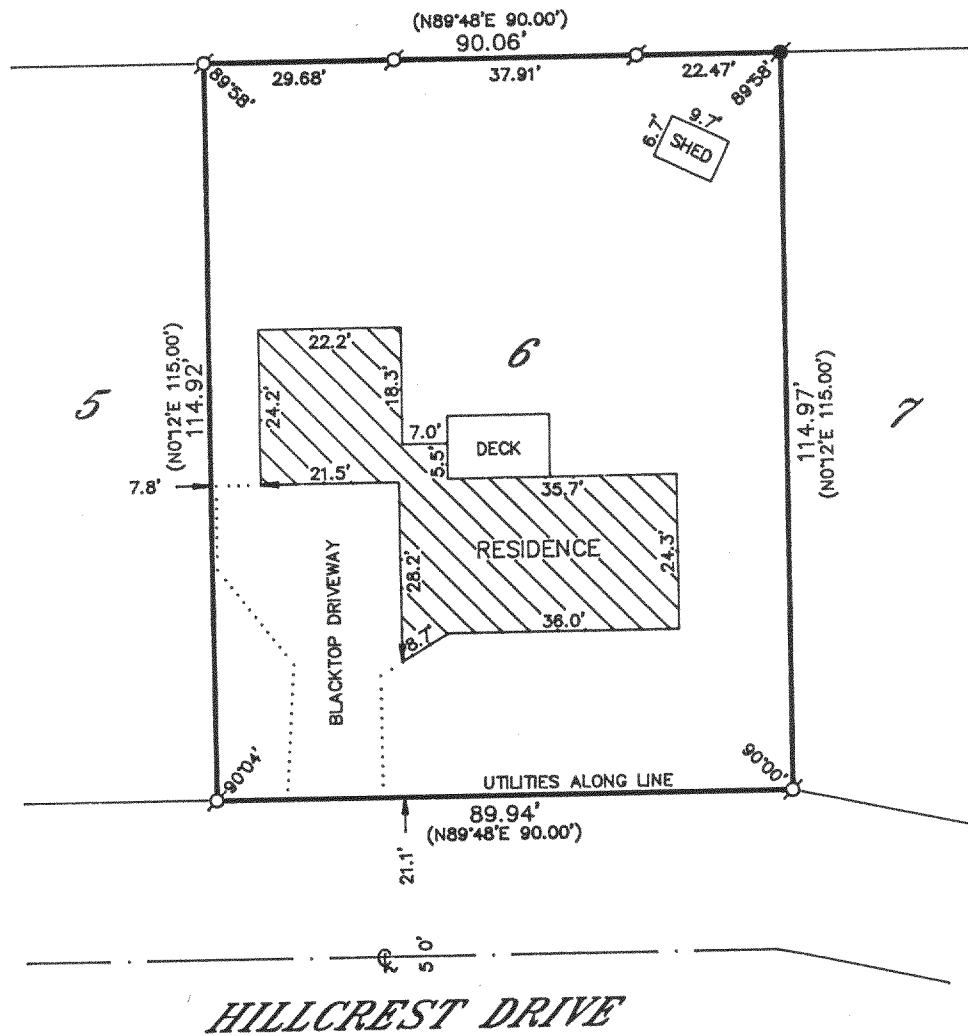 (N89°48'E 90.00')
90.06'
29.68'
37.91'
22.47'
89°58'
89°58'
9.7'
6.7'
SHED
22.2'
18.3'
24.2'
6
5
7
(N0°12'E 115.00')
114.92'
114.97'
(N0°12'E 115.00')
7.0'
5.5'
DECK
7.8'
21.5'
35.7'
RESIDENCE
24.3'
28.2'
36.0'
8.7'
BLACKTOP DRIVEWAY
90°04'
90°00'
UTILITIES ALONG LINE
89.94'
(N89°48'E 90.00')
21.1'
HILLCREST DRIVE